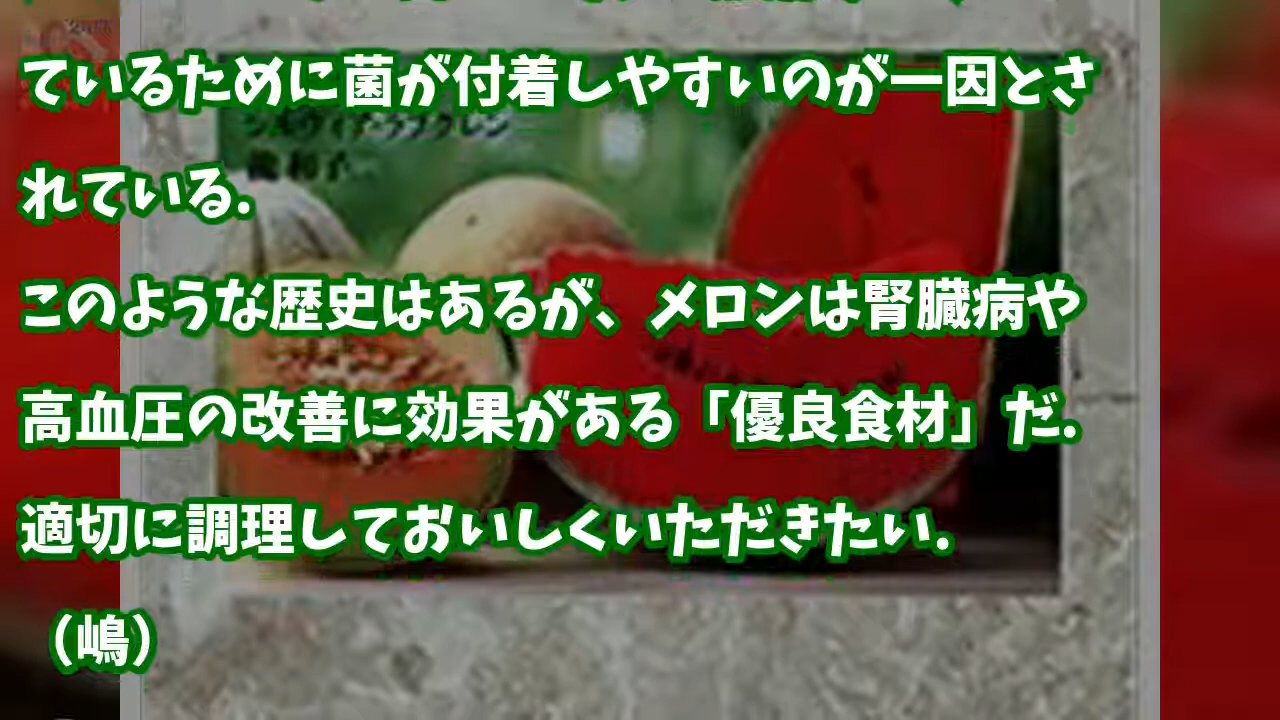 ているために菌が付着しやすいのが一因とさ
れている.
このような歴史はあるが、メロンは腎臓病や
高血圧の改善に効果がある「優良食材」だ.
適切に調理しておいしくいただきたい.
（嶋）